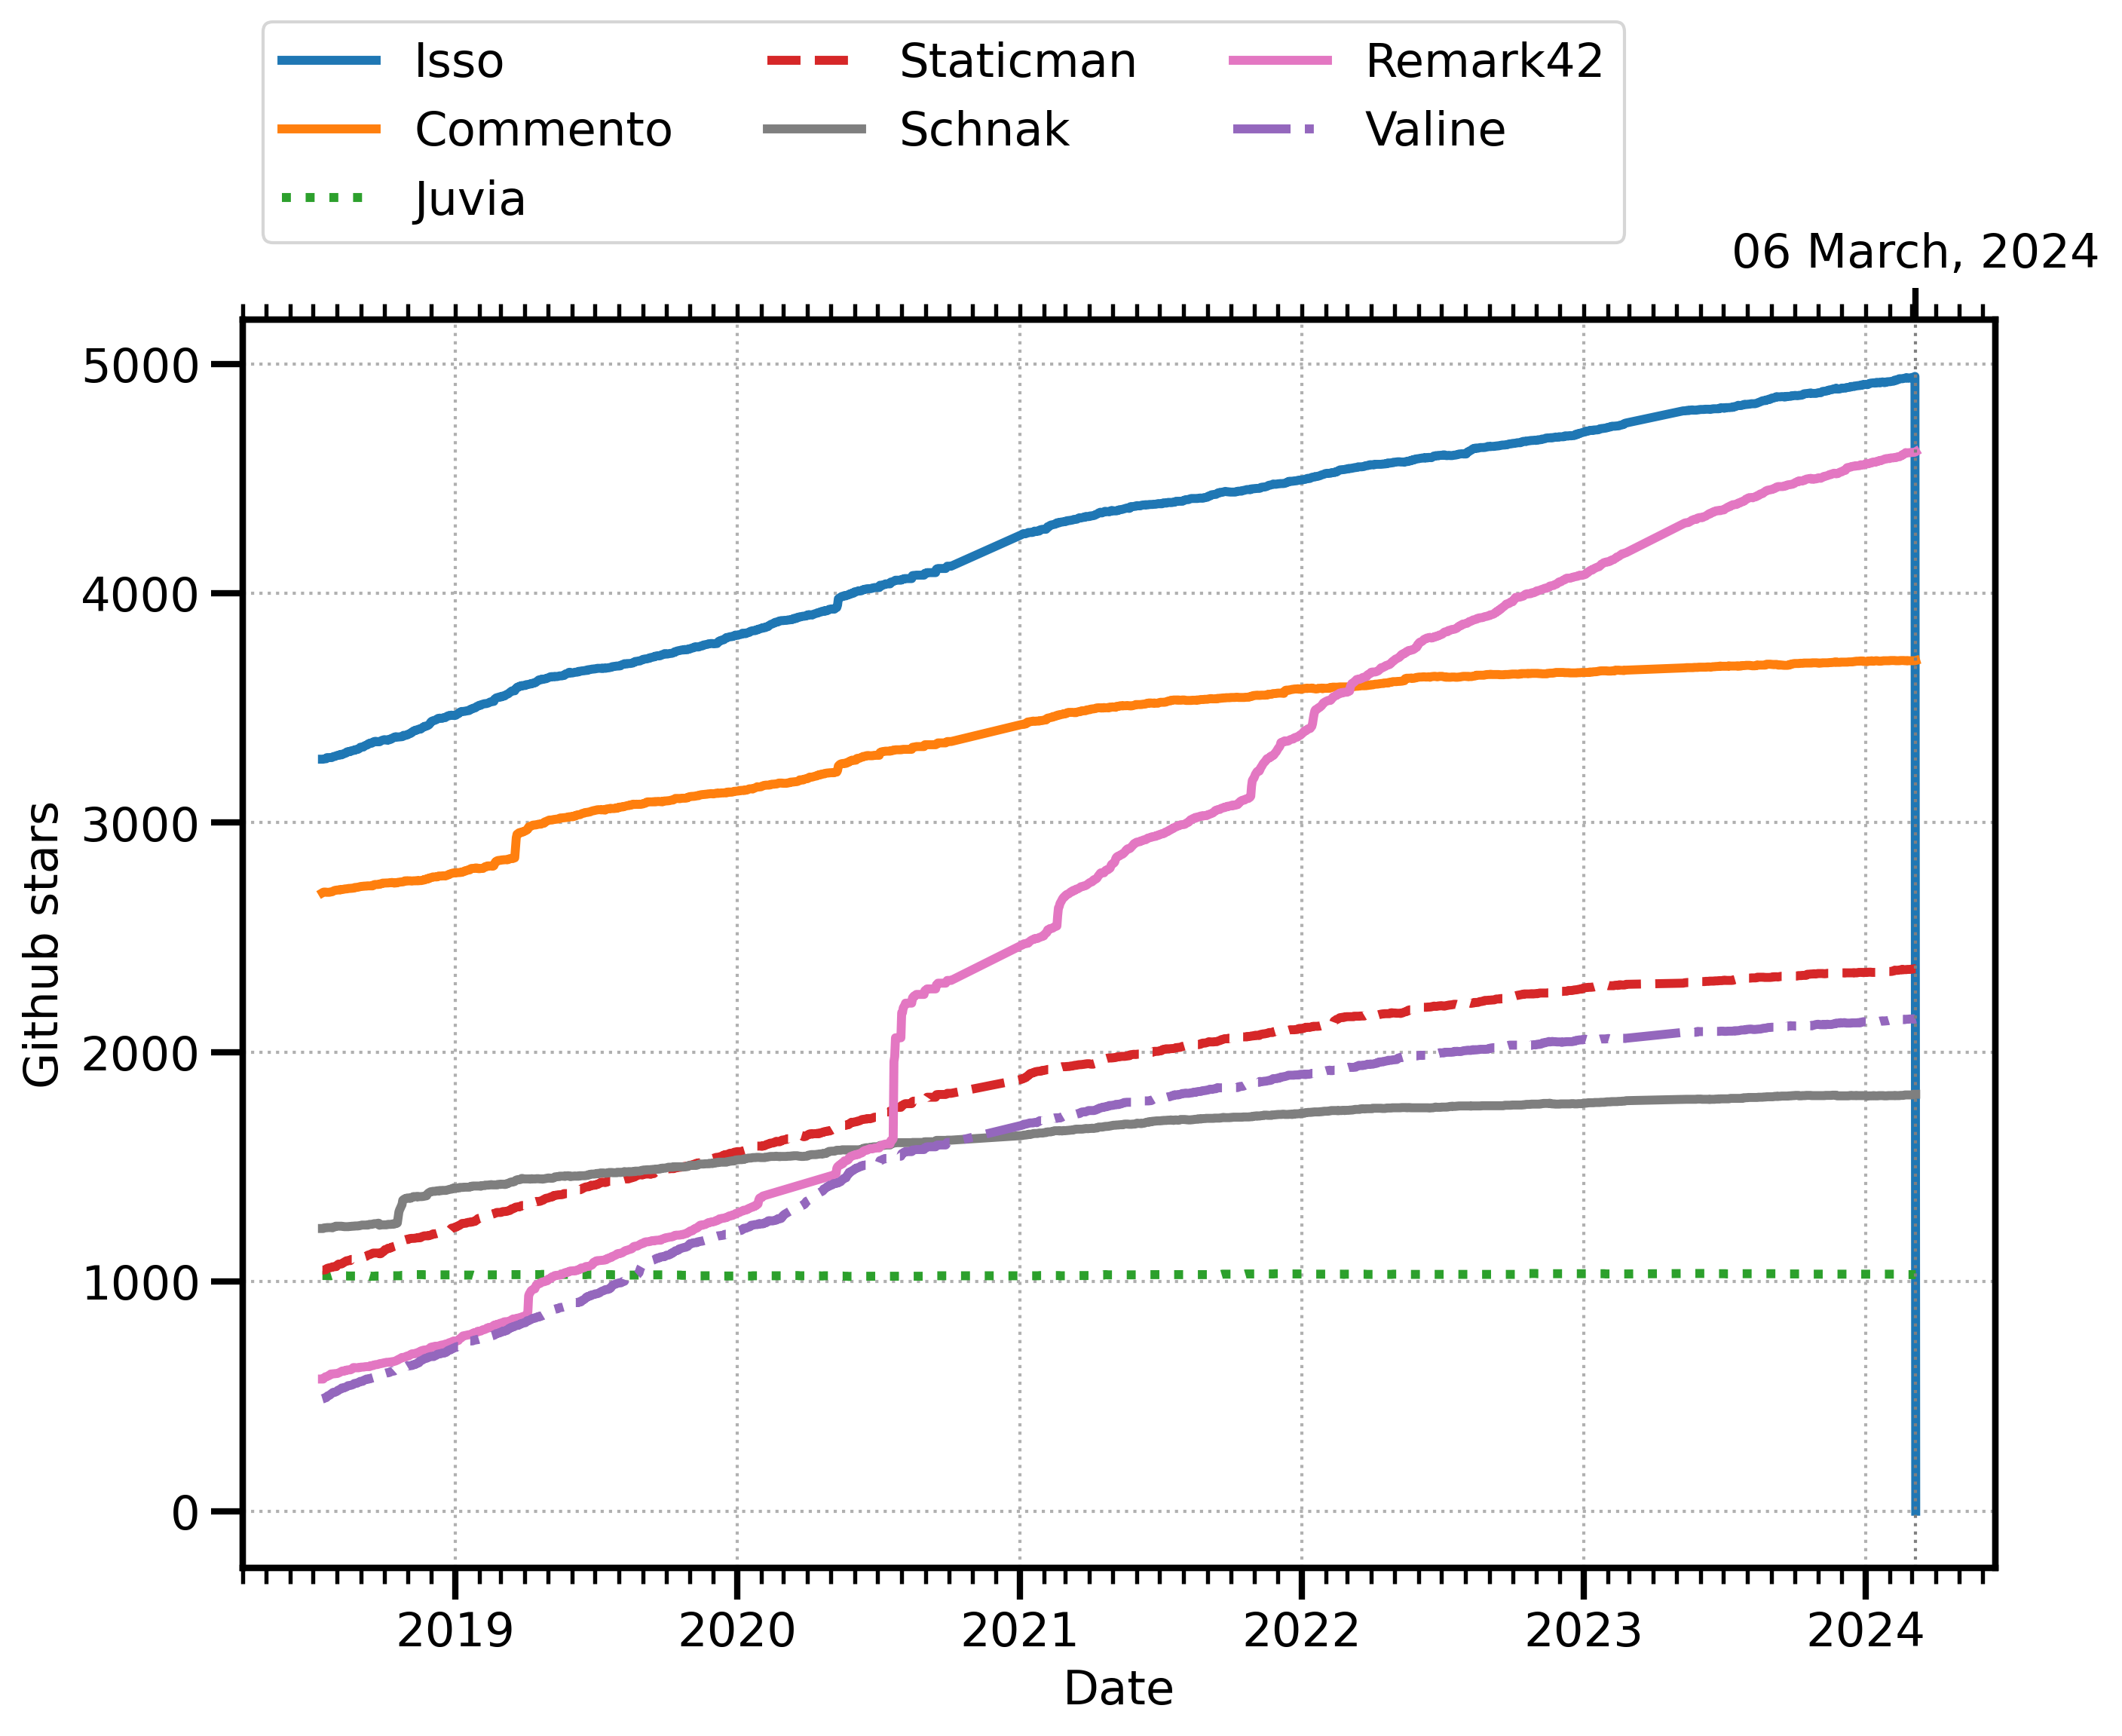 Isso
Commento
Juvia
Staticman
Schnak
Remark42
Valine
06 March, 2024
5000
4000
3000
2000
1000
0
Github stars
2019 2020 2021 2022 2023 2024
Date